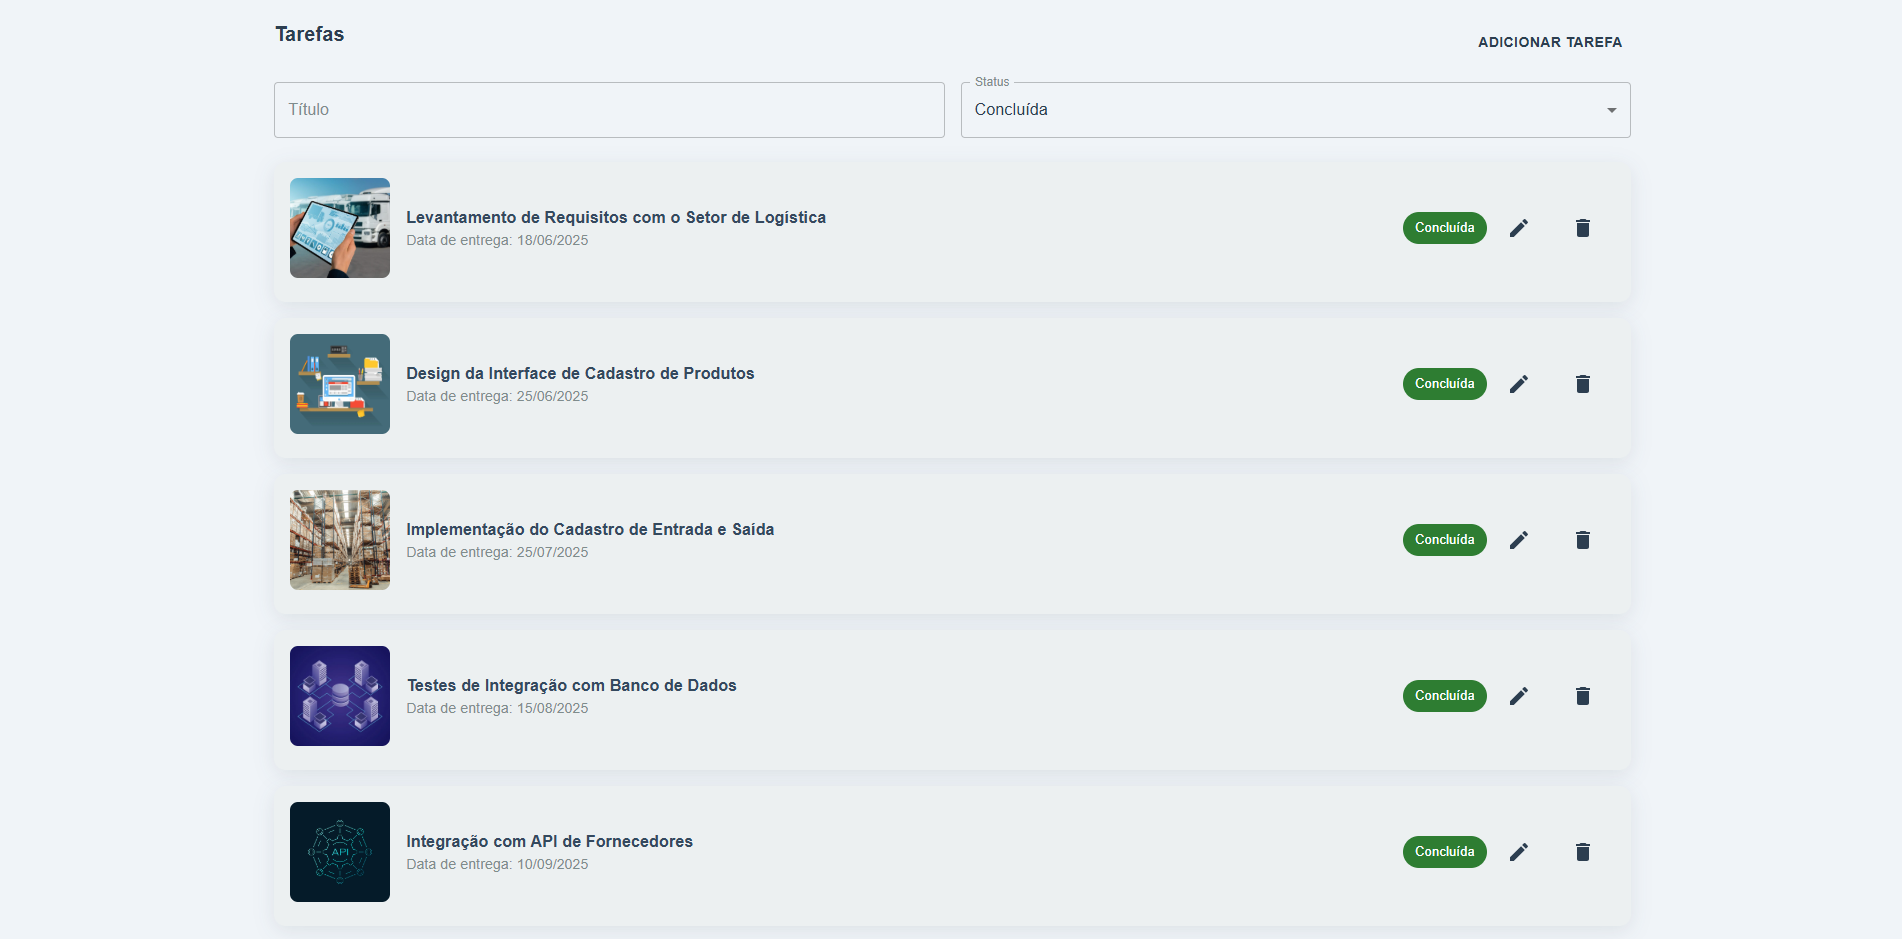 Tarefas
ADICIONAR TAREFA
Título
Status
Concluída
Levantamento de Requisitos com o Setor de Logística
Data de entrega: 18/06/2025
Concluída
Design da Interface de Cadastro de Produtos
Data de entrega: 25/06/2025
Concluída
Implementação do Cadastro de Entrada e Saída
Data de entrega: 25/07/2025
Concluída
Testes de Integração com Banco de Dados
Data de entrega: 15/08/2025
Concluída
API
Integração com API de Fornecedores
Data de entrega: 10/09/2025
Concluída